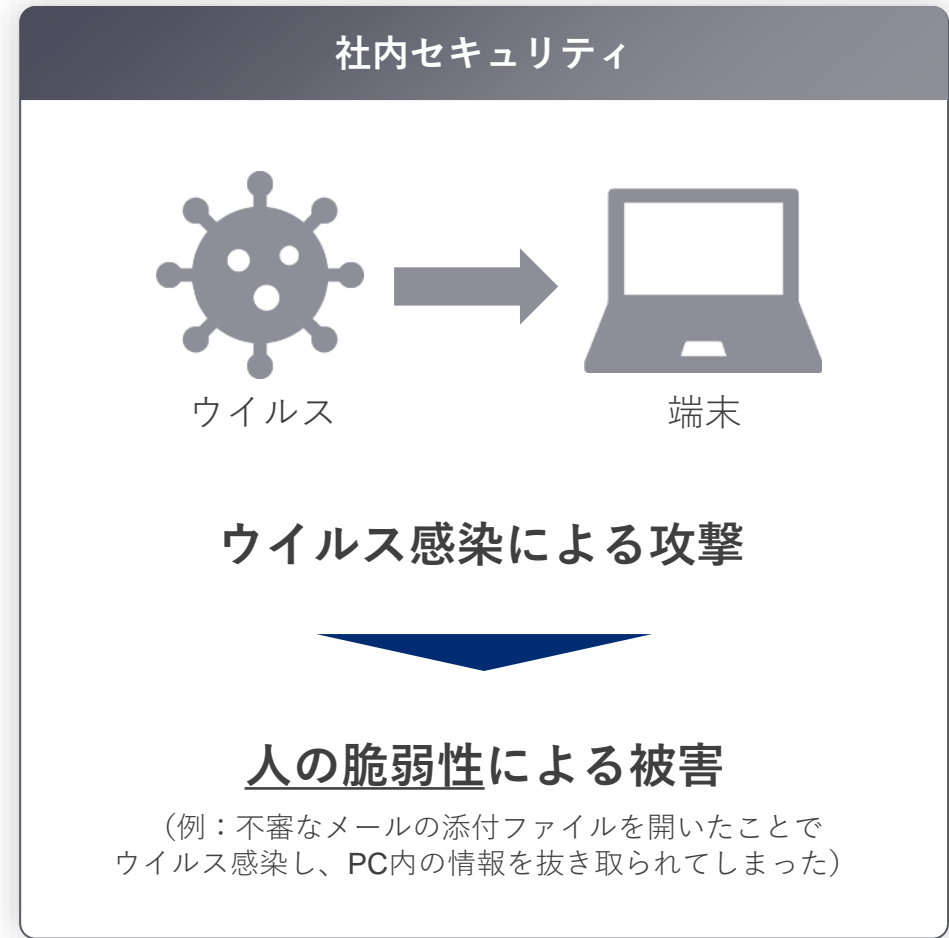 社内セキュリティ
ウイルス
端末
ウイルス感染による攻撃
人の脆弱性による被害
（例：不審なメールの添付ファイルを開いたことで
ウイルス感染し、PC内の情報を抜き取られてしまった）